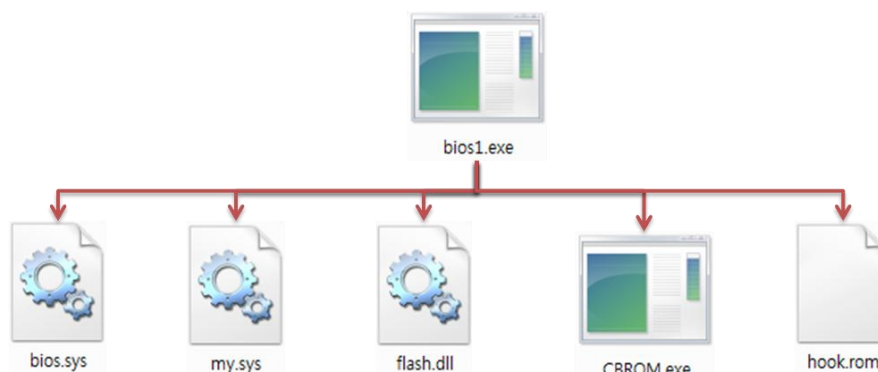 bios1.exe
bios.sys
my.sys
flash.dll
CBROM.exe
hook.rom